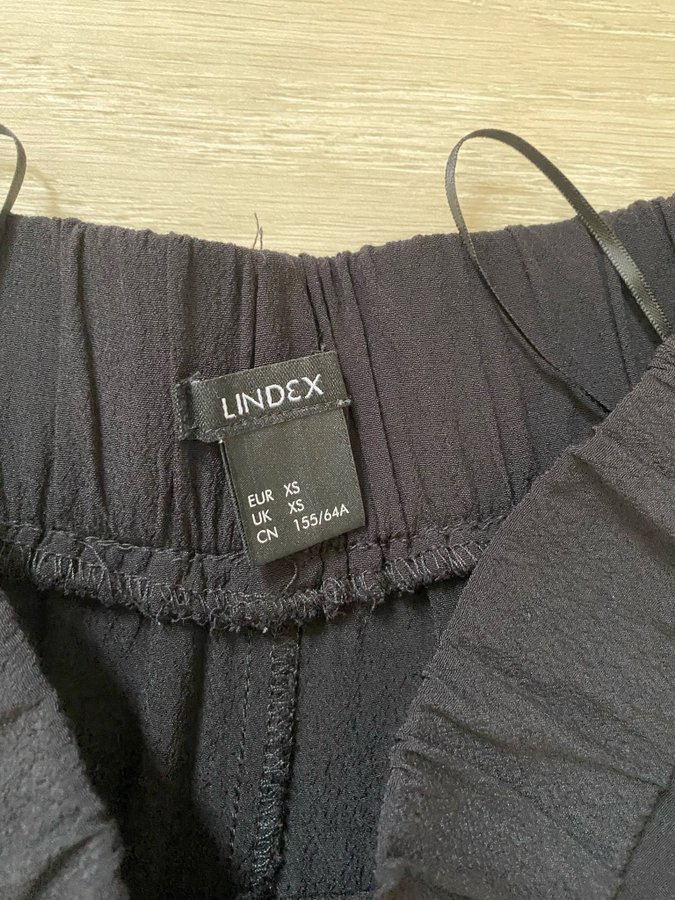 LINDEX
EUR XS
UK XS
CN 155/64A